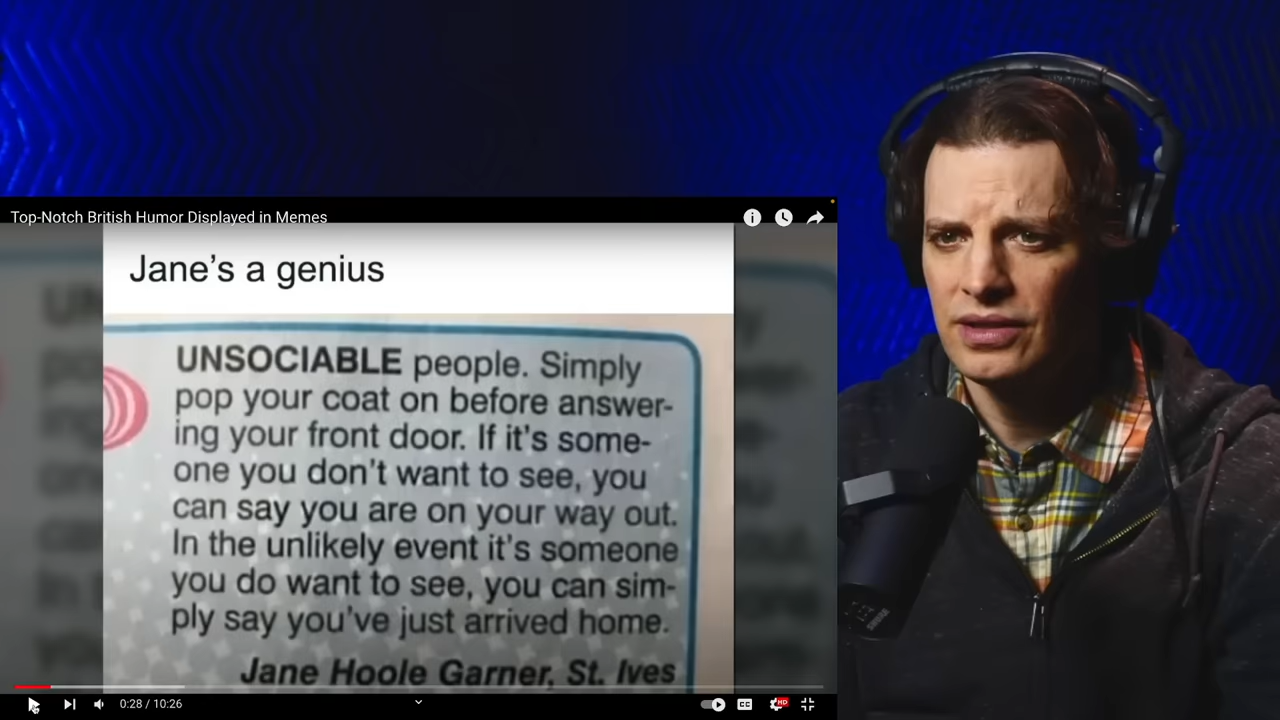 Top-Notch British Humor Displayed in Memes
Jane's a genius
UNSOCIABLE people. Simply
pop your coat on before answer-
ing your front door. If it's some-
one you don't want to see, you
can say you are on your way out.
In the unlikely event it's someone
you do want to see, you can sim-
ply say you've just arrived home.
Jane Hoole Garner, St. Ives
0:28 / 10:26
CC
HD
SHURE